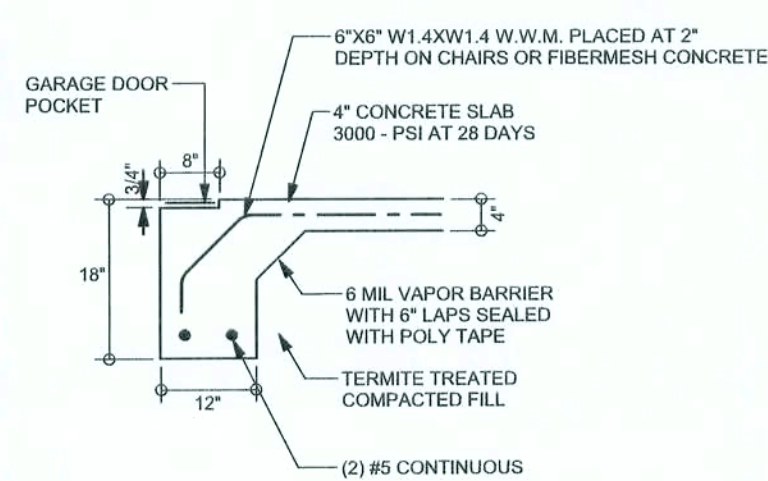 6"X6" W1.4XW1.4 W.W.M. PLACED AT 2"
DEPTH ON CHAIRS OR FIBERMESH CONCRETE
GARAGE DOOR
POCKET
4" CONCRETE SLAB
3000 - PSI AT 28 DAYS
8"
3/4"
4"
18"
6 MIL VAPOR BARRIER
WITH 6" LAPS SEALED
WITH POLY TAPE
TERMITE TREATED
COMPACTED FILL
12"
(2) #5 CONTINUOUS